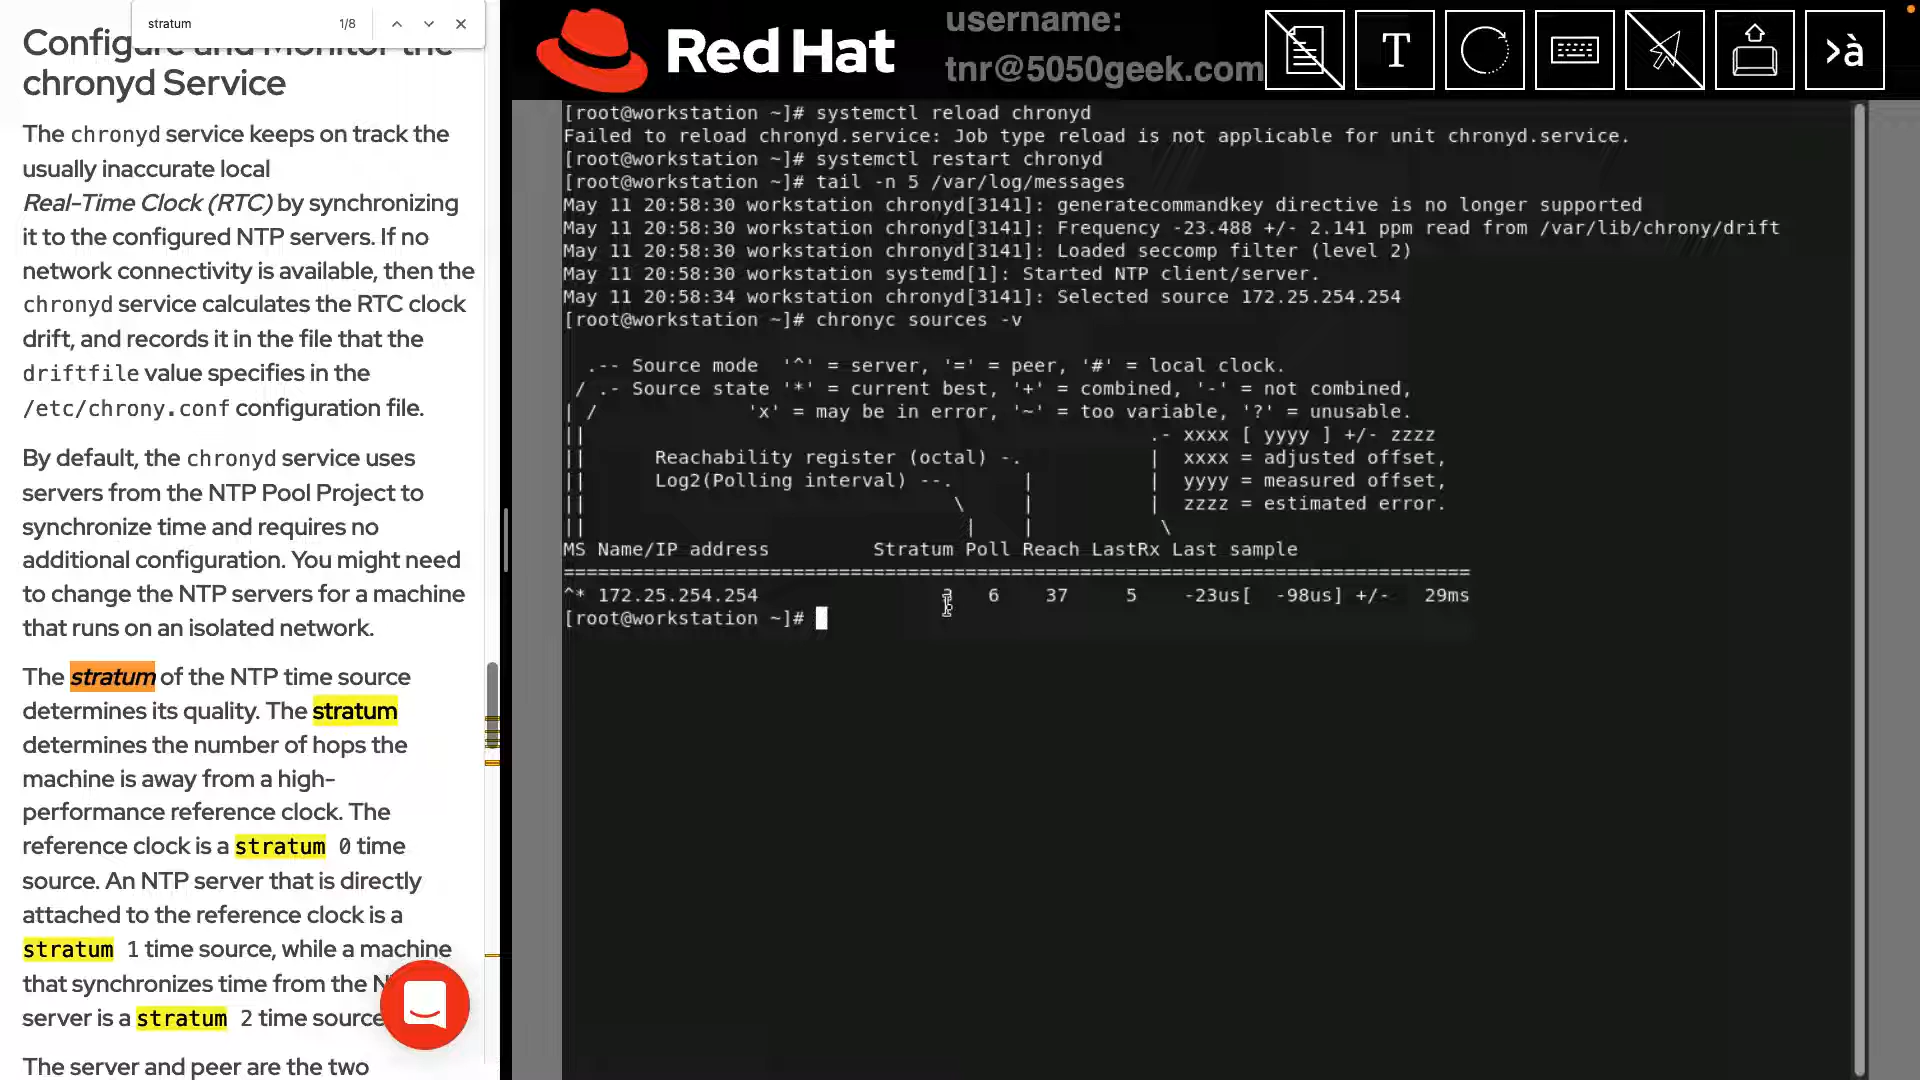 stratum 1/8
Configure and Monitor the
chronyd Service
The chronyd service keeps on track the
usually inaccurate local
Real-Time Clock (RTC) by synchronizing
it to the configured NTP servers. If no
network connectivity is available, then the
chronyd service calculates the RTC clock
drift, and records it in the file that the
driftfile value specifies in the
/etc/chrony.conf configuration file.
By default, the chronyd service uses
servers from the NTP Pool Project to
synchronize time and requires no
additional configuration. You might need
to change the NTP servers for a machine
that runs on an isolated network.
The stratum of the NTP time source
determines its quality. The stratum
determines the number of hops the
machine is away from a high-
performance reference clock. The
reference clock is a stratum 0 time
source. An NTP server that is directly
attached to the reference clock is a
stratum 1 time source, while a machine
that synchronizes time from the
server is a stratum 2 time source
The server and peer are the two
Red Hat
username:
tnr@5050geek.com
T
>à
[root@workstation ~]# systemctl reload chronyd
Failed to reload chronyd.service: Job type reload is not applicable for unit chronyd.service.
[root@workstation ~]# systemctl restart chronyd
[root@workstation ~]# tail -n 5 /var/log/messages
May 11 20:58:30 workstation chronyd[3141]: generatecommandkey directive is no longer supported
May 11 20:58:30 workstation chronyd[3141]: Frequency -23.488 +/- 2.141 ppm read from /var/lib/chrony/drift
May 11 20:58:30 workstation chronyd[3141]: Loaded seccomp filter (level 2)
May 11 20:58:30 workstation systemd[1]: Started NTP client/server.
May 11 20:58:34 workstation chronyd[3141]: Selected source 172.25.254.254
[root@workstation ~]# chronyc sources -v
.-- Source mode '^' = server, '=' = peer, '#' = local clock.
/ .- Source state '*' = current best, '+' = combined, '-' = not combined,
| / 'x' = may be in error, '~' = too variable, '?' = unusable.
|| .- xxxx [ yyyy ] +/- zzzz
|| Reachability register (octal) -. | xxxx = adjusted offset,
|| Log2(Polling interval) --. | | yyyy = measured offset,
|| \ | | zzzz = estimated error.
|| | | \
MS Name/IP address Stratum Poll Reach LastRx Last sample
===============================================================================
^* 172.25.254.254 6 37 5 -23us[ -98us] +/- 29ms
[root@workstation ~]#